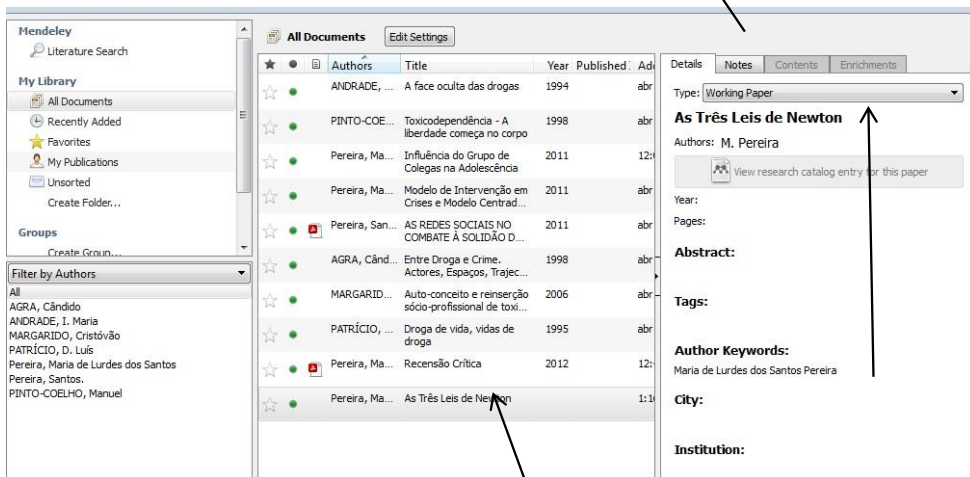 Mendeley
Literature Search
My Library
All Documents
Recently Added
Favorites
My Publications
Unsorted
Create Folder...
Groups
Create Group...
Filter by Authors
All
AGRA, Cândido
ANDRADE, I. Maria
MARGARIDO, Cristóvão
PATRÍCIO, D. Luís
Pereira, Maria de Lurdes dos Santos
Pereira, Santos.
PINTO-COELHO, Manuel
All Documents Edit Settings
Authors Title Year Published
ANDRADE, ... A face oculta das drogas 1994 abr
PINTO-COE... Toxicodependência - A 1998 abr
liberdade começa no corpo
Pereira, Ma... Influência do Grupo de 2011
Colegas na Adolescência
Pereira, Ma... Modelo de Intervenção em 2011 abr
Crises e Modelo Centrad...
Pereira, San... AS REDES SOCIAIS NO 2011 abr
COMBATE À SOLIDÃO D...
AGRA, Când... Entre Droga e Crime. 1998 abr
Actores, Espaços, Trajec...
MARGARID... Auto-conceito e reinserção 2006 abr
sócio-profissional de toxi...
PATRÍCIO, ... Droga de vida, vidas de 1995 abr
droga
Pereira, Ma... Recensão Crítica 2012 12:
Pereira, Ma... As Três Leis de Newton
Details Notes Contents Enrichments
Type: Working Paper
As Três Leis de Newton
Authors: M. Pereira
View research catalog entry for this paper
Year:
Pages:
Abstract:
Tags:
Author Keywords:
Maria de Lurdes dos Santos Pereira
City:
Institution: